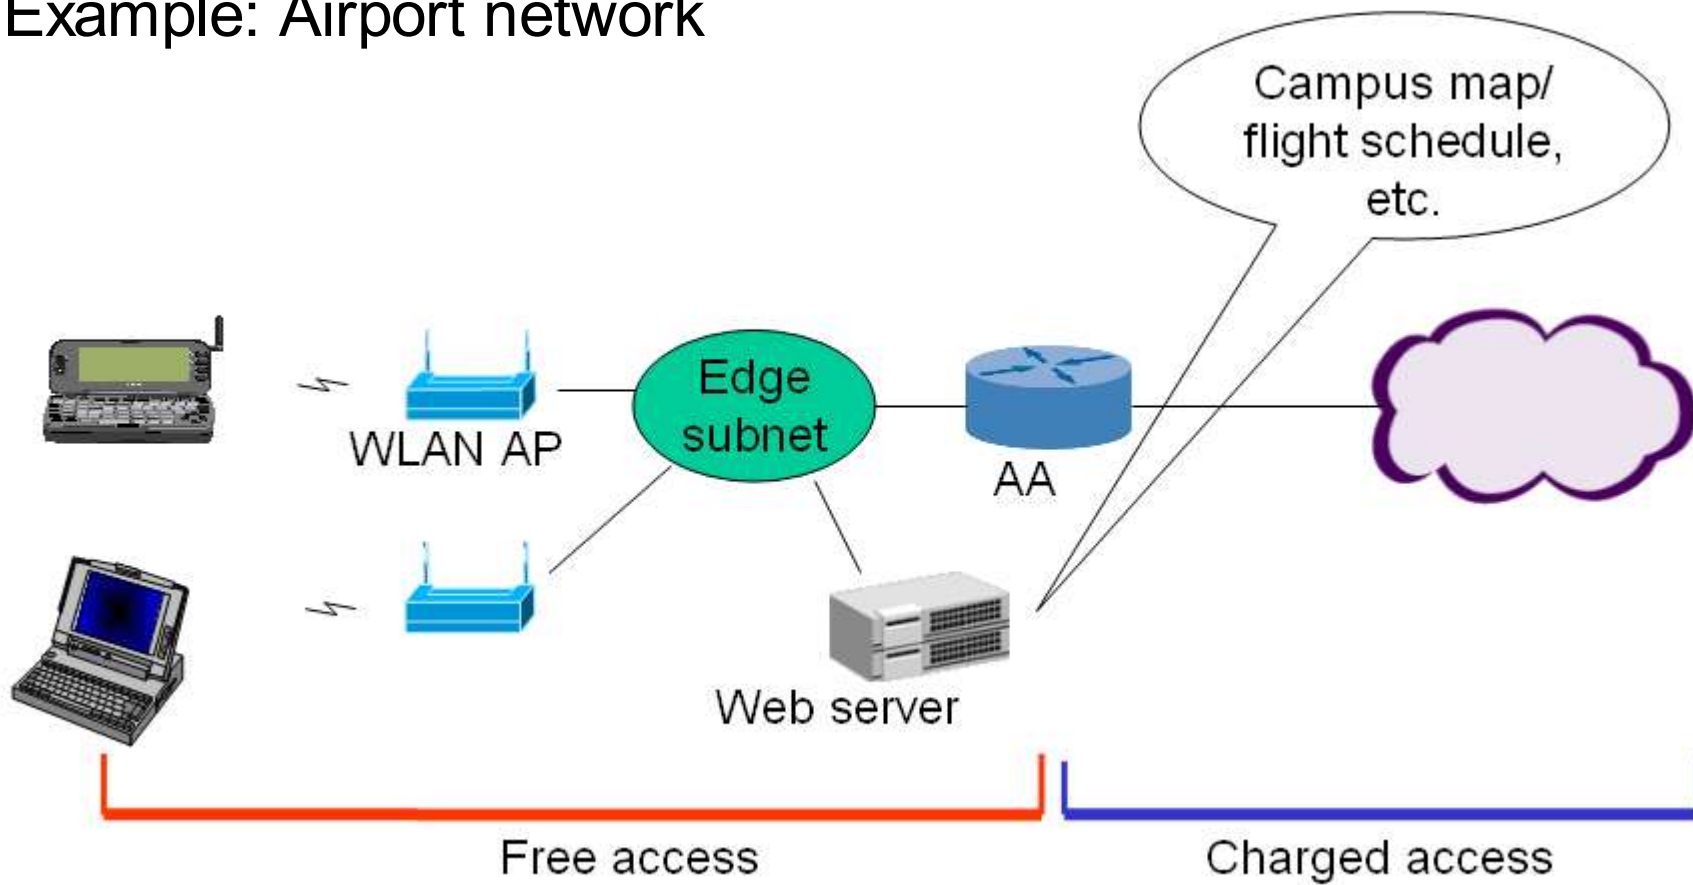 Example: Airport network
Campus map/
flight schedule,
etc.
Edge
subnet
WLAN AP
AA
Web server
Free access
Charged access